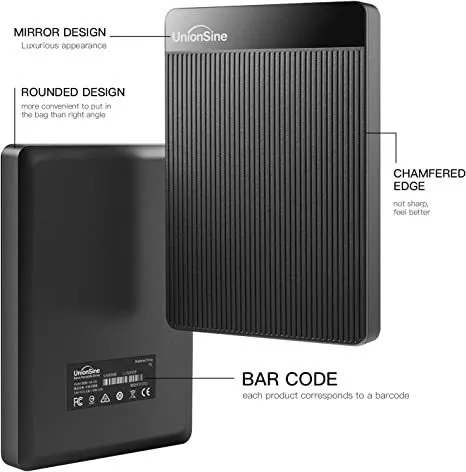 MIRROR DESIGN
Luxurious appearance
UnionSine
ROUNDED DESIGN
more convenient to put in
the bag than right angle
CHAMFERED
EDGE
not sharp,
feel better
UnionSine
BAR CODE
each product corresponds to a barcode